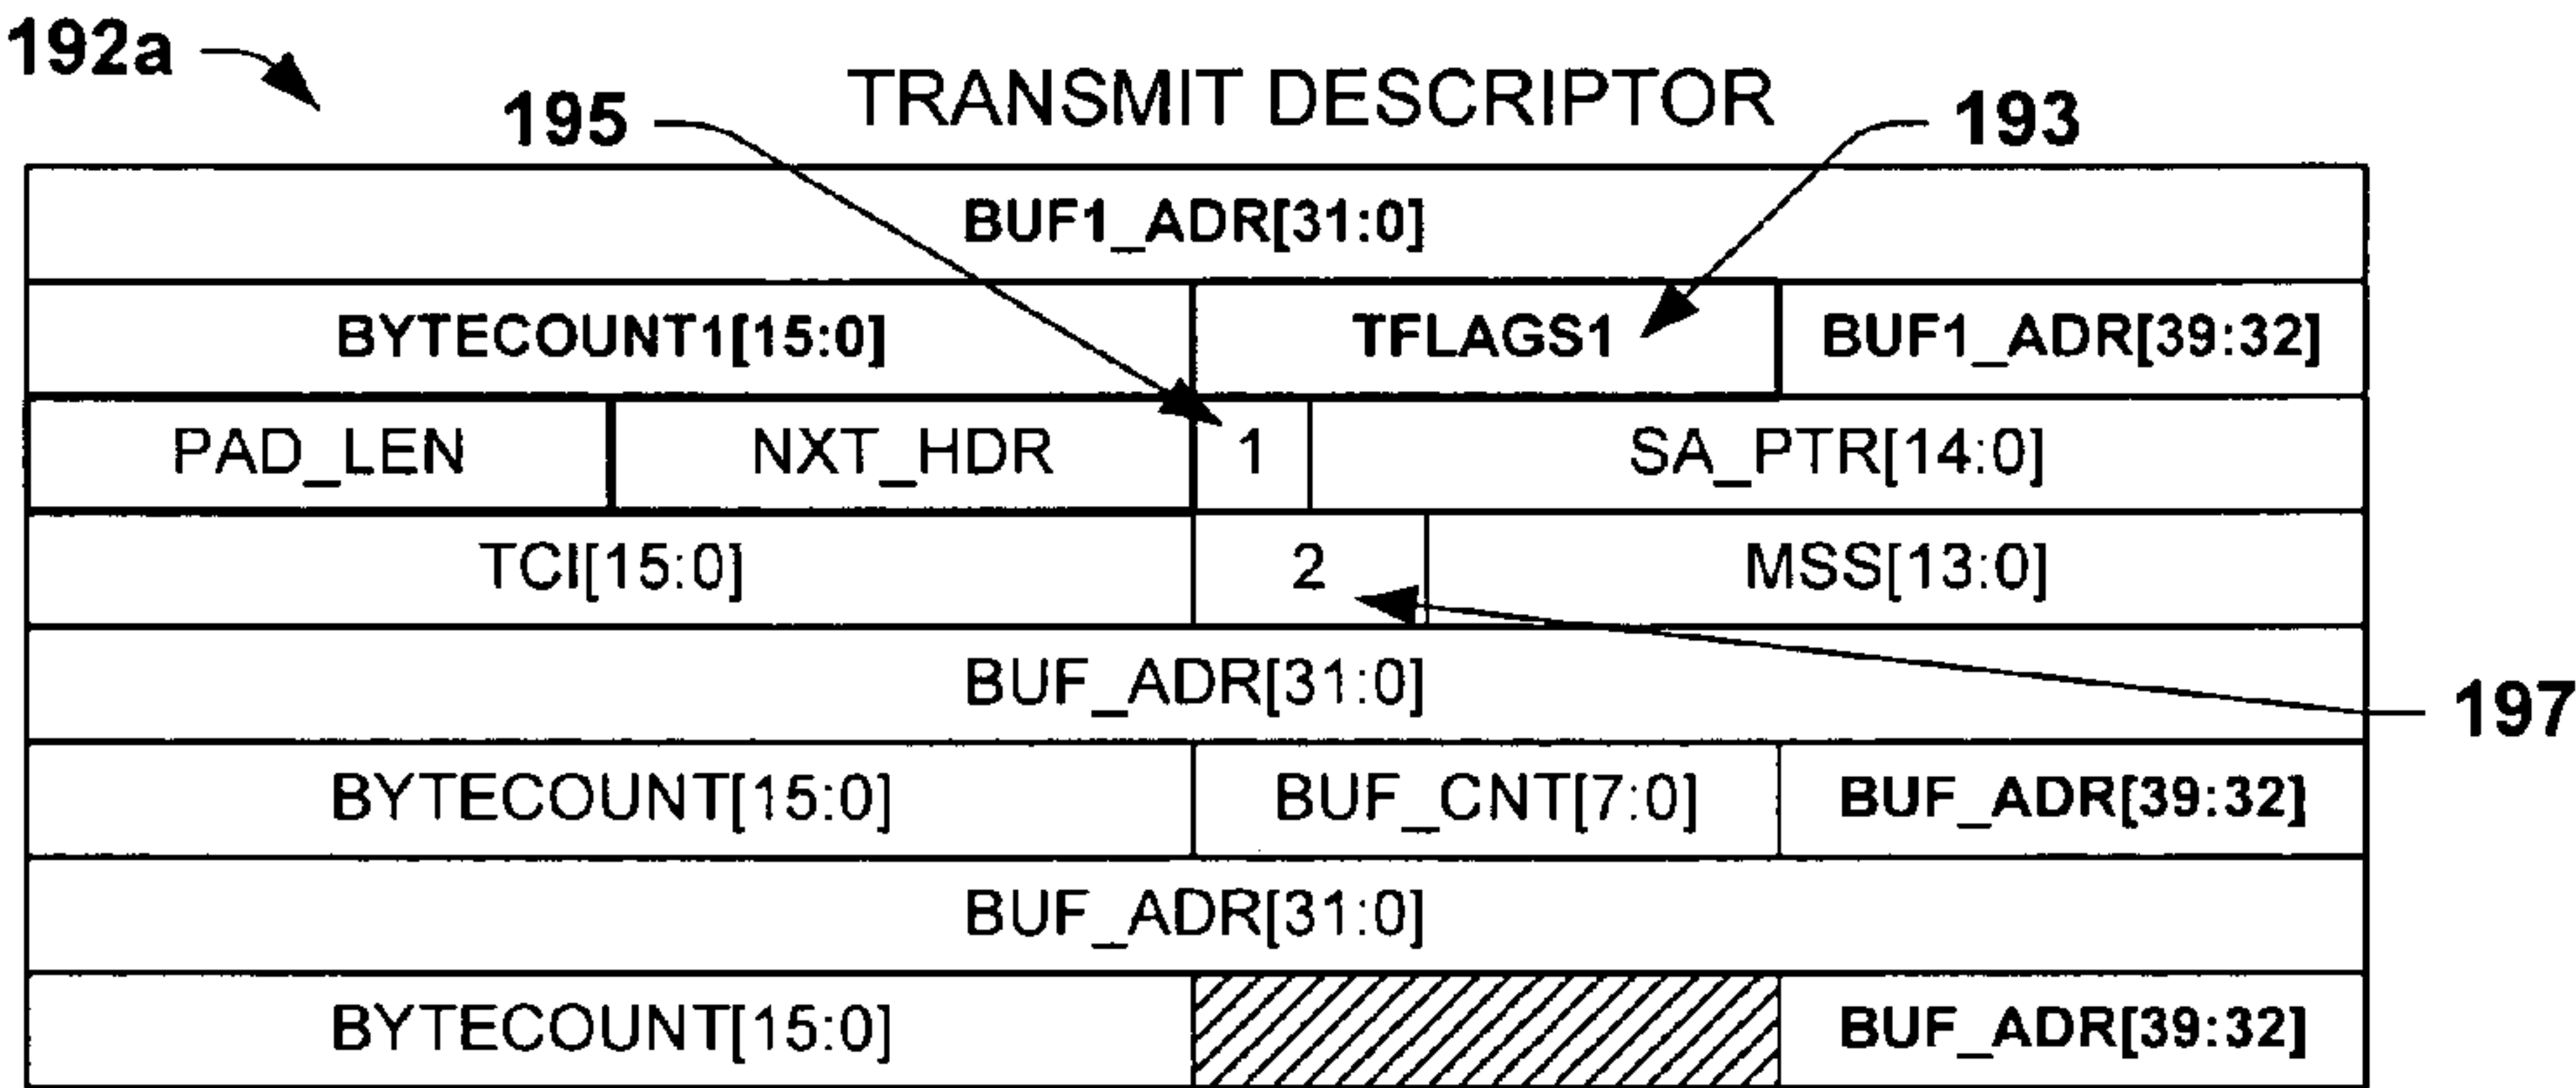 192a
TRANSMIT DESCRIPTOR
195
193
BUF1_ADR[31:0]
BYTECOUNT1[15:0] TFLAGS1 BUF1_ADR[39:32]
PAD_LEN NXT_HDR 1 SA_PTR[14:0]
TCI[15:0] 2 MSS[13:0]
BUF_ADR[31:0]
197
BYTECOUNT[15:0] BUF_CNT[7:0] BUF_ADR[39:32]
BUF_ADR[31:0]
BYTECOUNT[15:0] BUF_ADR[39:32]